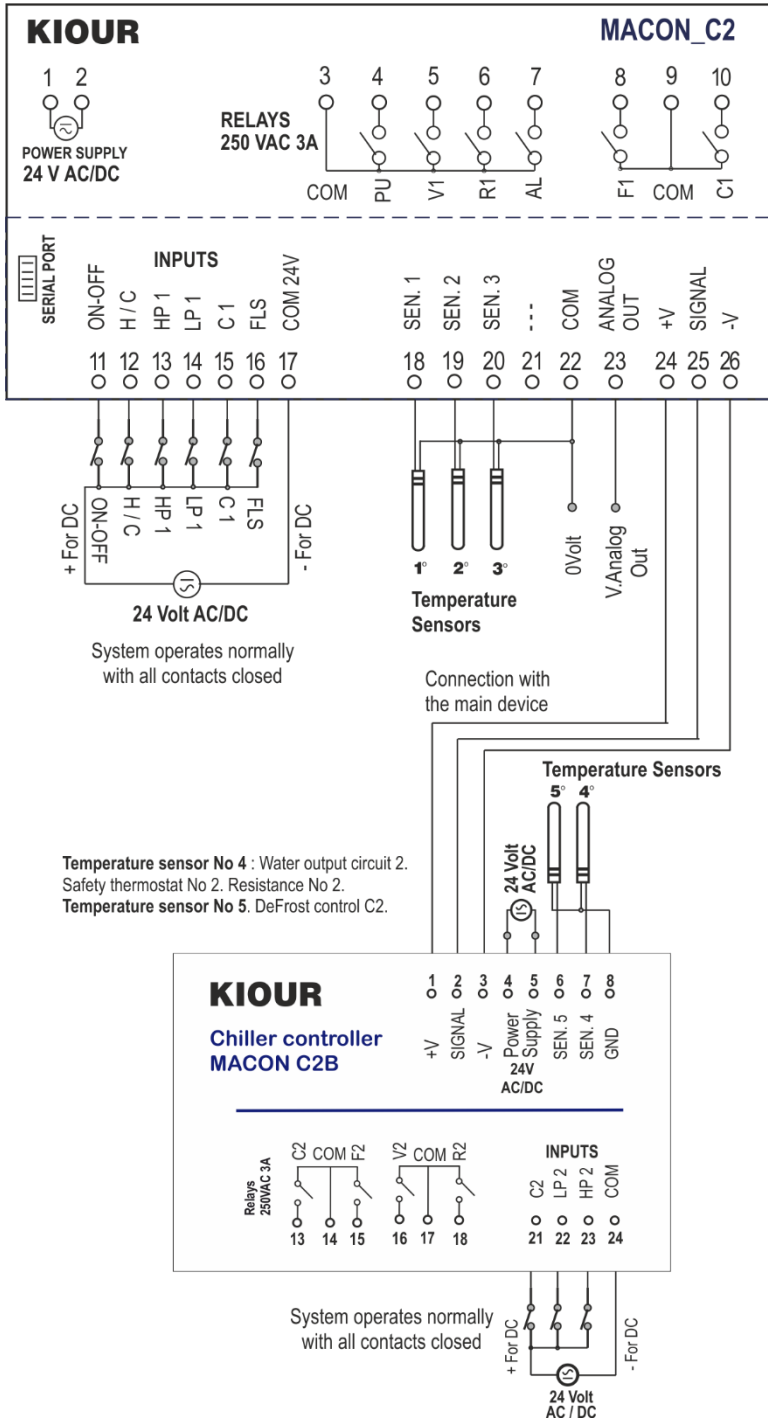 KIOUR
MACON_C2
1 2
3 4 5 6 7
8 9 10
RELAYS
250 VAC 3A
POWER SUPPLY
24 V AC/DC
COM PU V1 R1 AL
F1 COM C1
SERIAL PORT
INPUTS
ON-OFF H / C HP 1 LP 1 C 1 FLS COM 24V
SEN. 1 SEN. 2 SEN. 3 - - - COM ANALOG OUT +V SIGNAL -V
11 12 13 14 15 16 17
18 19 20 21 22 23 24 25 26
+ For DC
ON-OFF H / C HP 1 LP 1 C 1 FLS
- For DC
24 Volt AC/DC
System operates normally
with all contacts closed
1° 2° 3°
Temperature
Sensors
0Volt
V.Analog
Out
Connection with
the main device
Temperature Sensors
5° 4°
24 Volt
AC/DC
Temperature sensor No 4 : Water output circuit 2.
Safety thermostat No 2. Resistance No 2.
Temperature sensor No 5. DeFrost control C2.
KIOUR
Chiller controller
MACON C2B
1 2 3 4 5 6 7 8
+V SIGNAL -V Power Supply SEN. 5 SEN. 4 GND
24V
AC/DC
Relays
250VAC 3A
C2 COM F2
V2 COM R2
13 14 15
16 17 18
INPUTS
C2 LP 2 HP 2 COM
21 22 23 24
System operates normally
with all contacts closed
+ For DC
- For DC
24 Volt
AC / DC